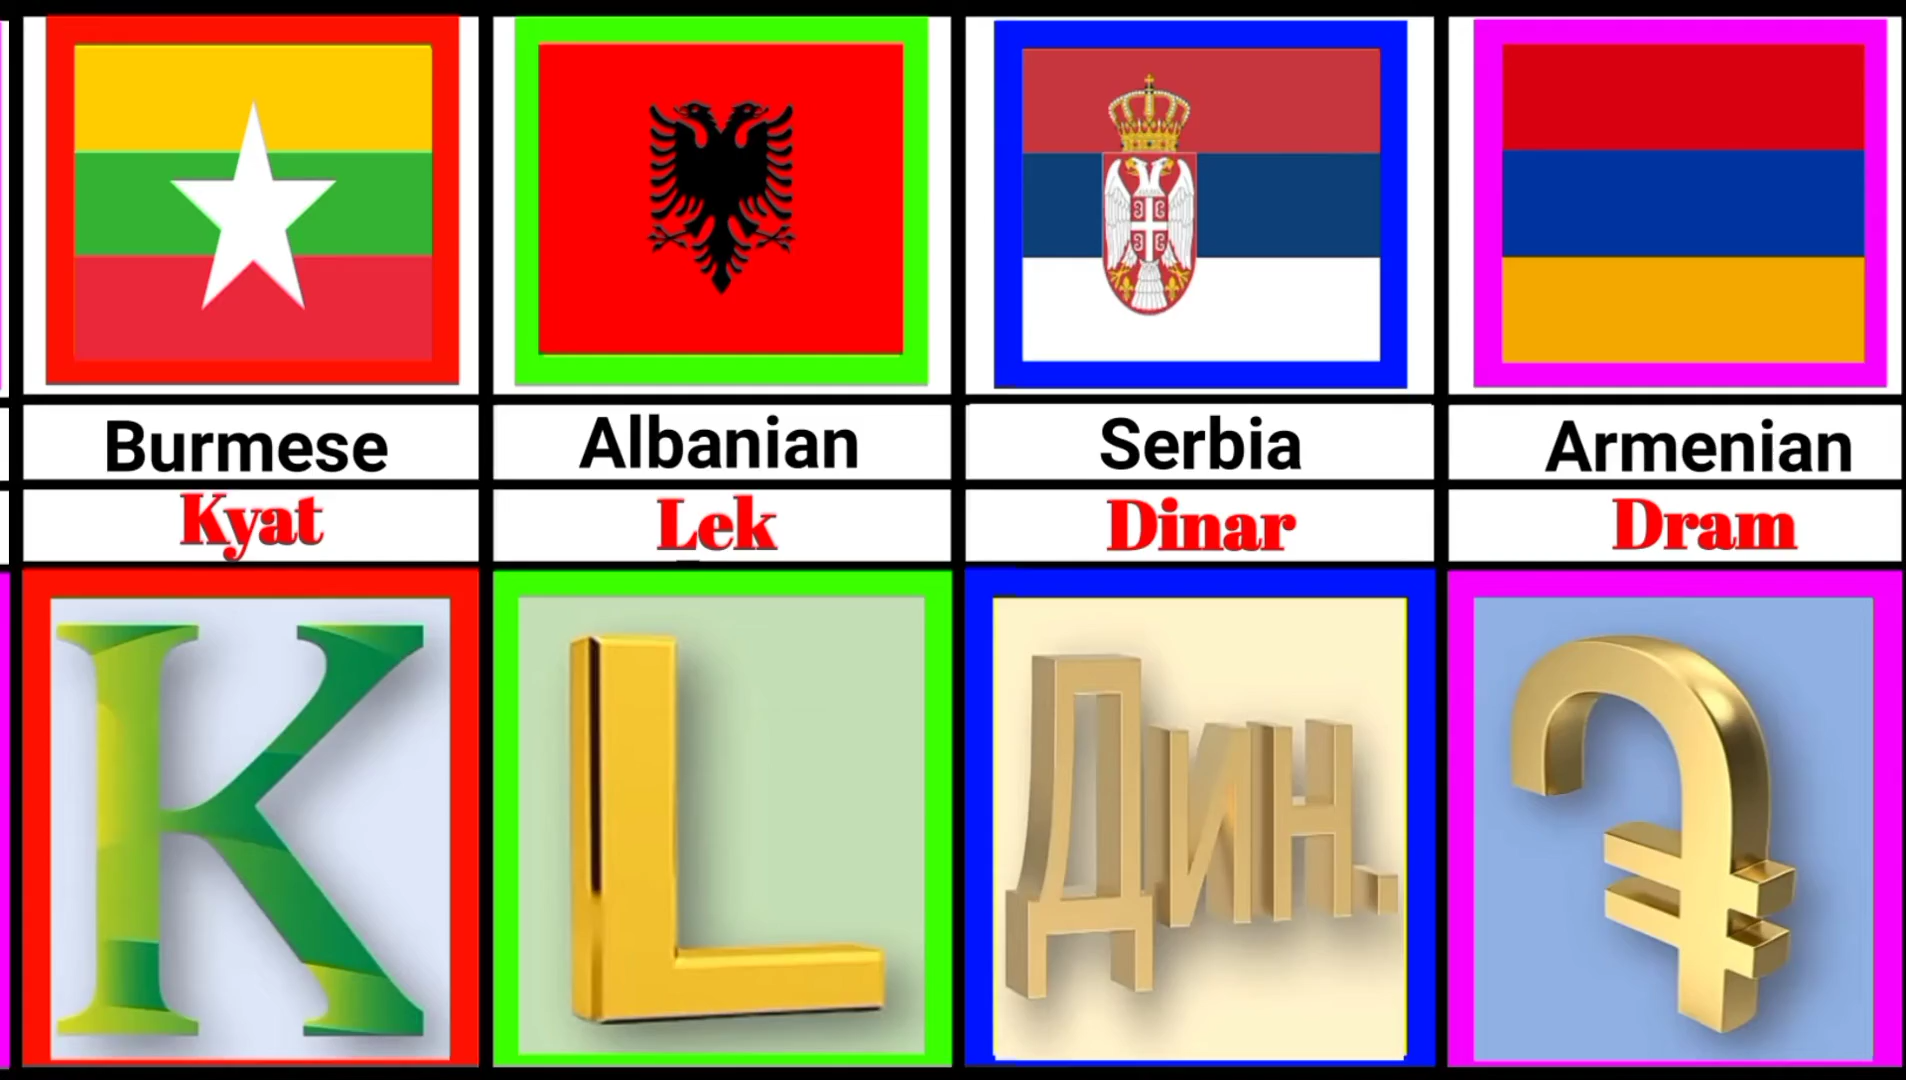 Burmese
Albanian
Serbia
Armenian
Kyat
Lek
Dinar
Dram
K
L
Дин.
֏